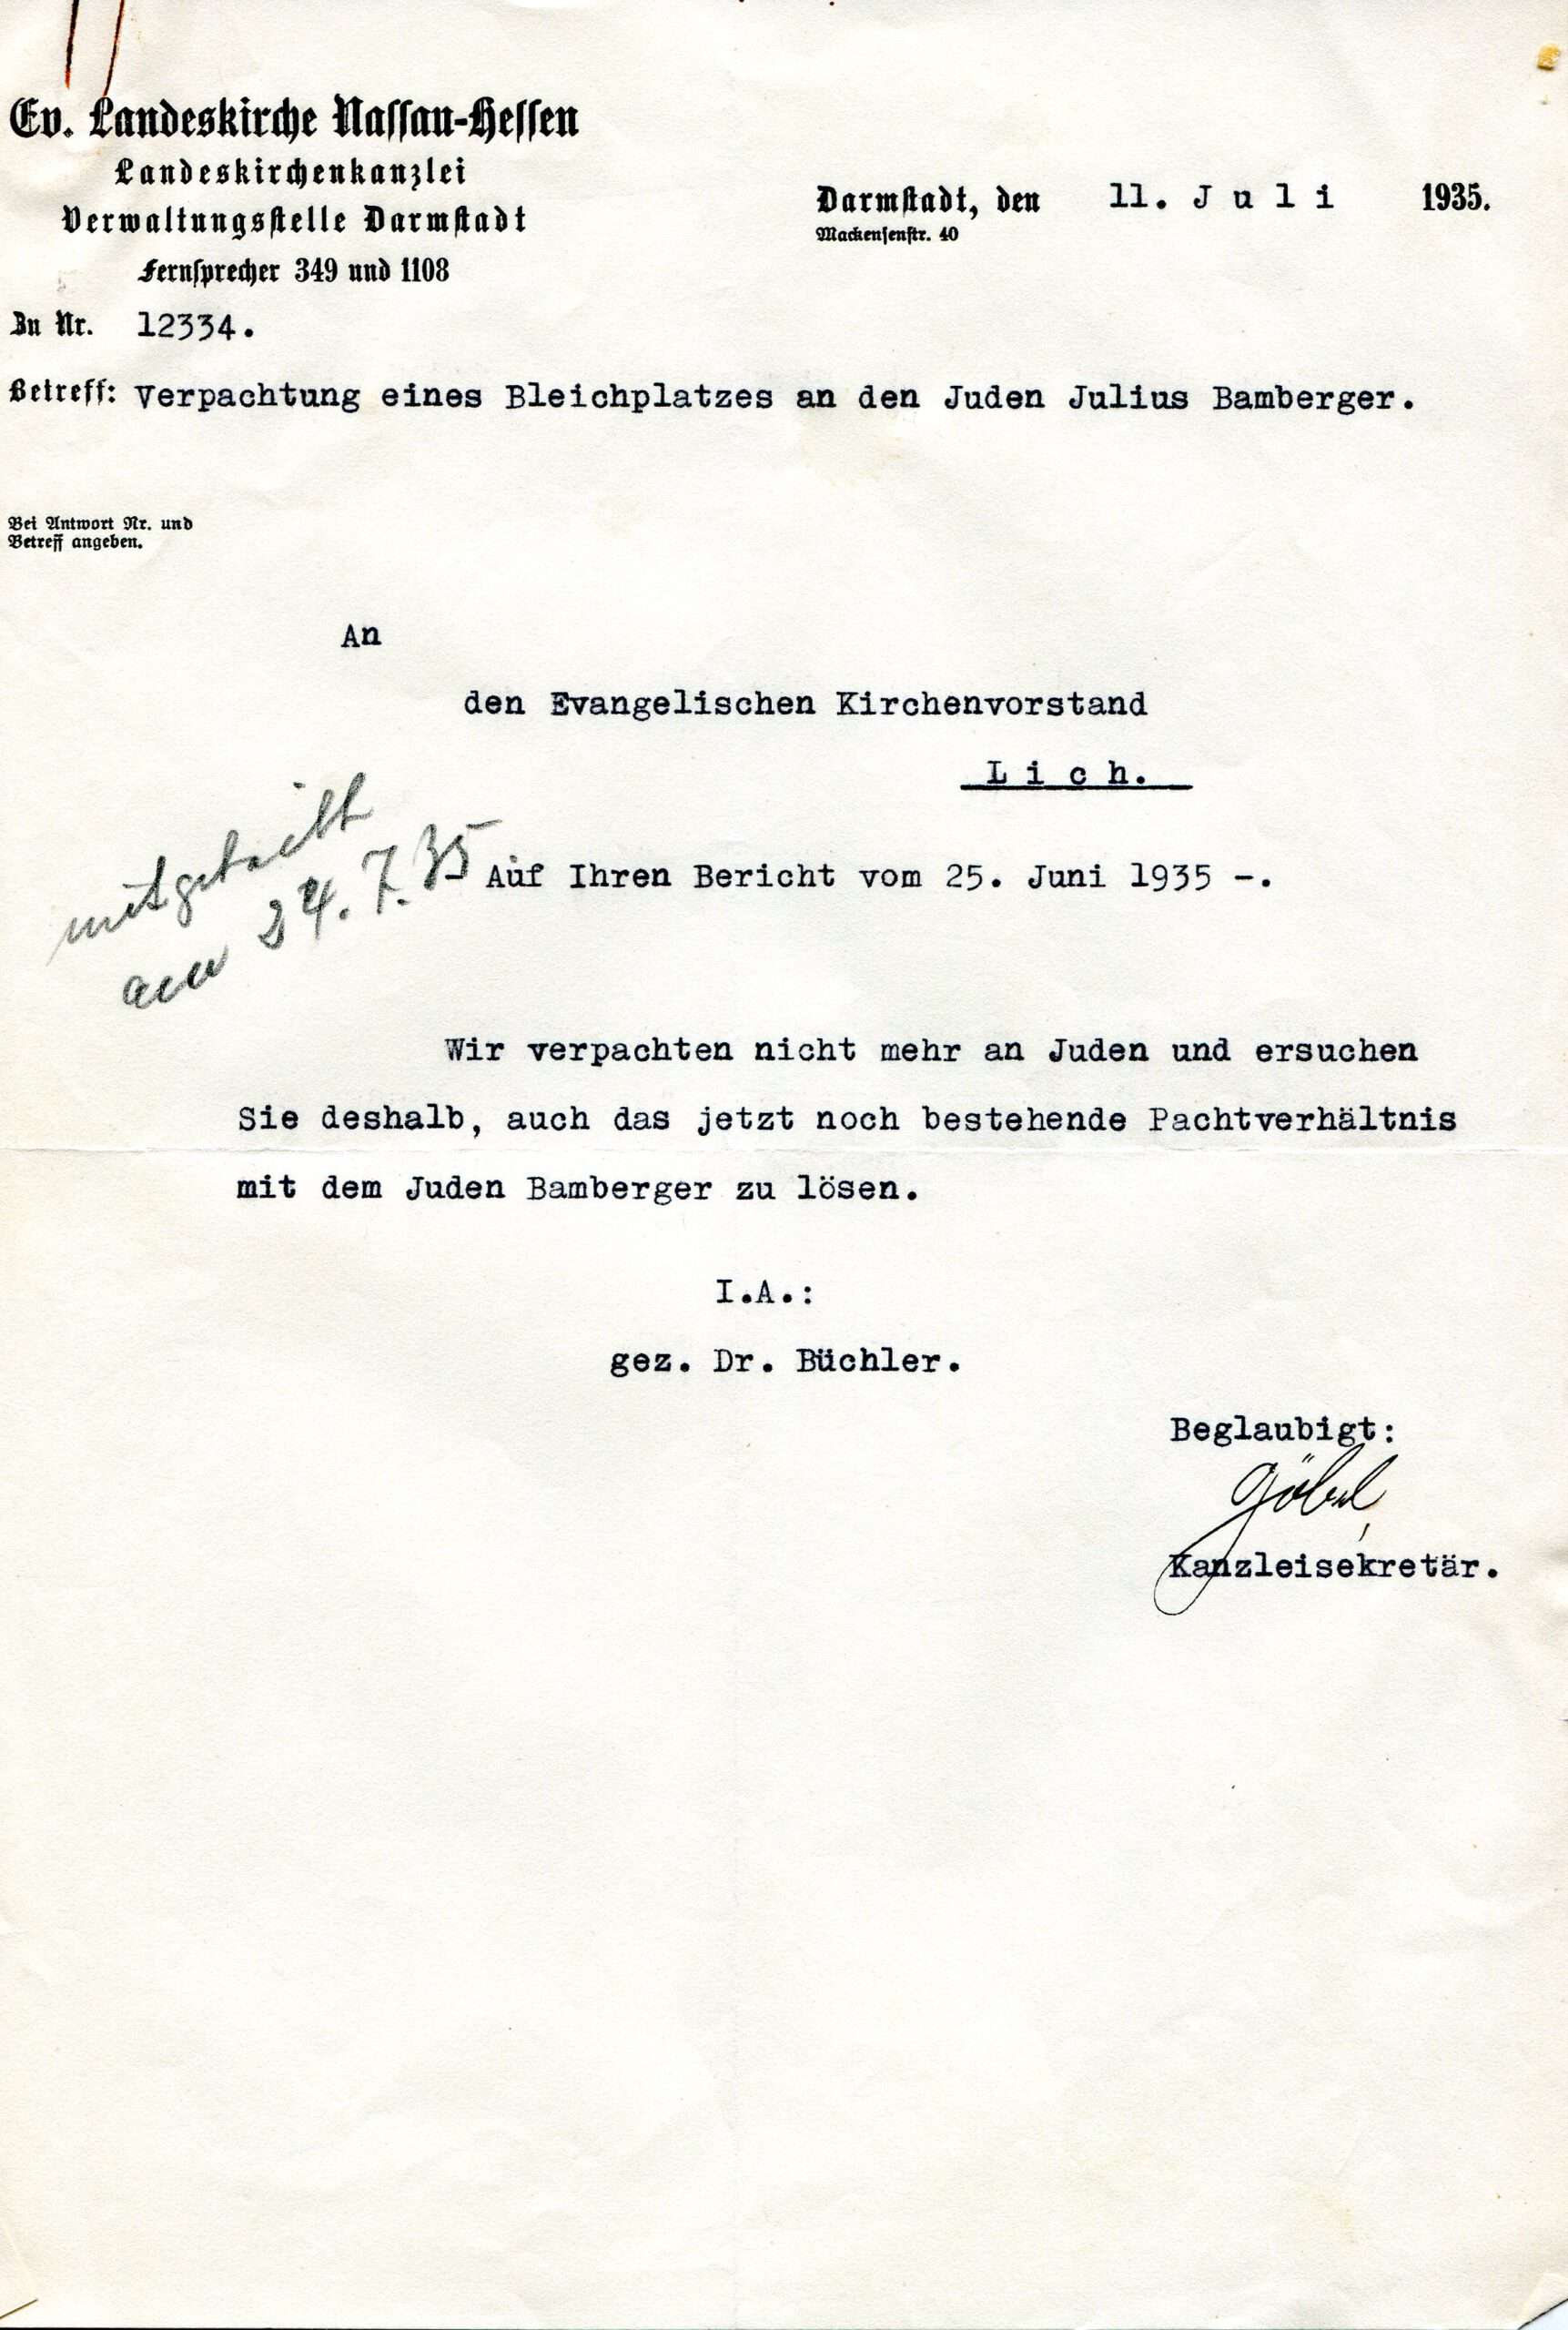 Ev. Landeskirche Nassau-Hessen
Landeskirchenkanzlei
Verwaltungsstelle Darmstadt
Fernsprecher 349 und 1108
Darmstadt, den 11. J u l i 1935.
Mackensenstr. 40
Zu Nr. 12334.
Betreff: Verpachtung eines Bleichplatzes an den Juden Julius Bamberger.
Bei Antwort Nr. und
Betreff angeben.
An
den Evangelischen Kirchenvorstand
L i c h.
mitgeteilt
am 24.7.35
Auf Ihren Bericht vom 25. Juni 1935 -.
Wir verpachten nicht mehr an Juden und ersuchen
Sie deshalb, auch das jetzt noch bestehende Pachtverhältnis
mit dem Juden Bamberger zu lösen.
I.A.:
gez. Dr. Büchler.
Beglaubigt:
Göbel
Kanzleisekretär.